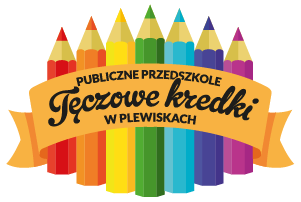 PUBLICZNE PRZEDSZKOLE
Tęczowe kredki
W PLEWISKACH